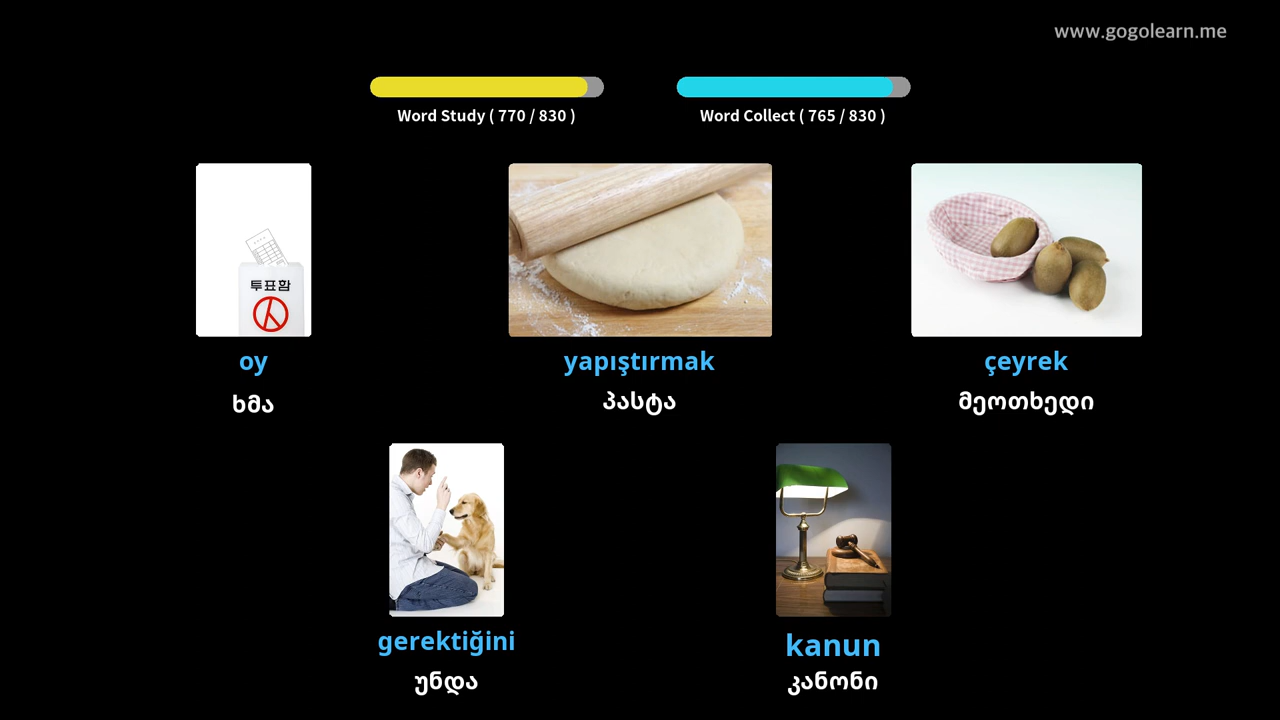 www.gogolearn.me
Word Study ( 770 / 830 )
Word Collect ( 765 / 830 )
투표함
oy
ხმა
yapıştırmak
პასტა
çeyrek
მეოთხედი
gerektiğini
უნდა
kanun
კანონი